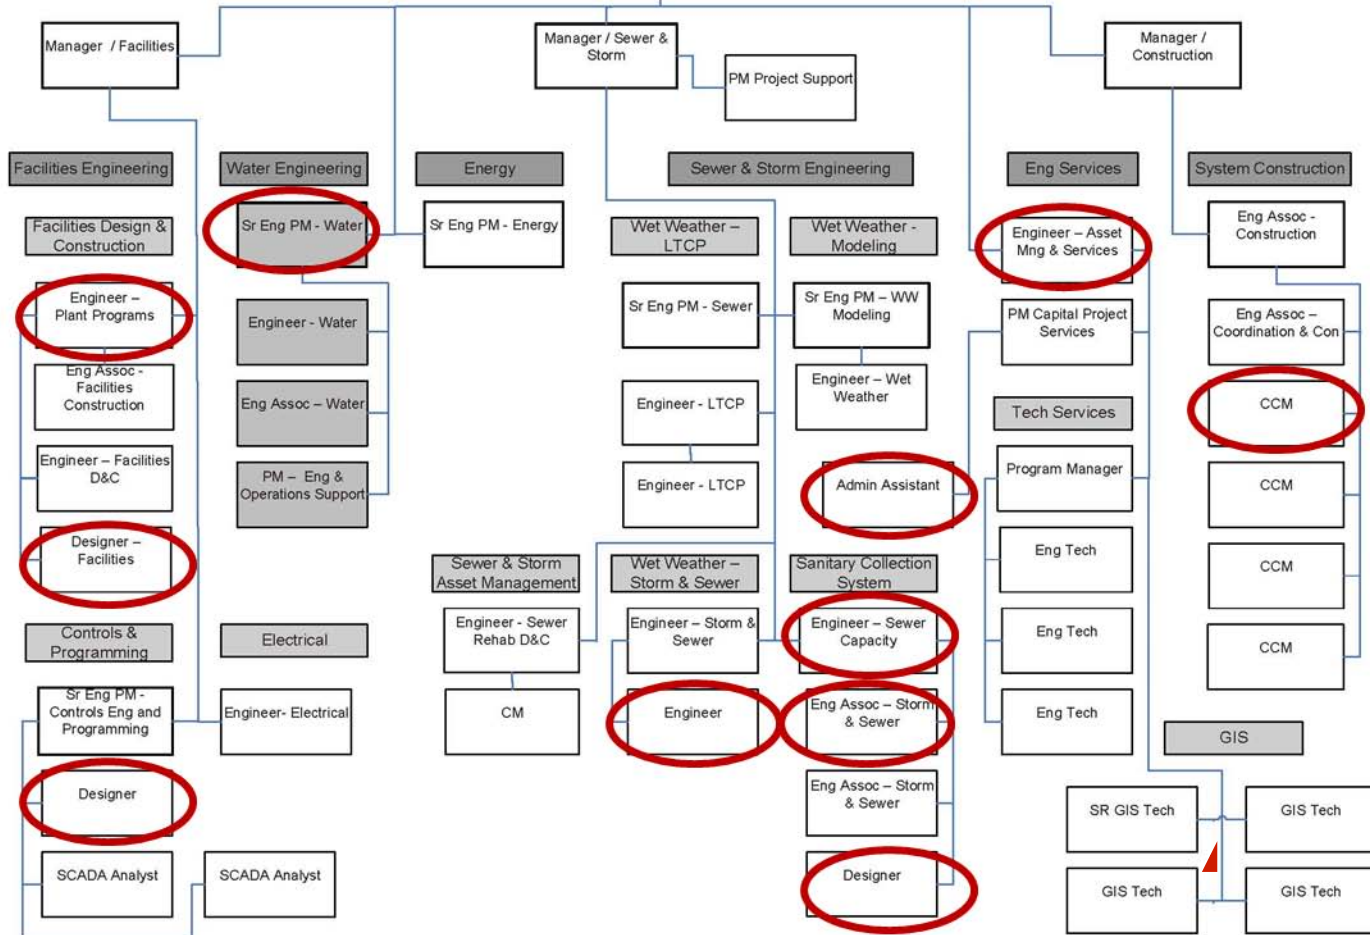 Manager / Facilities
Manager / Sewer &
Storm
Manager /
Construction
PM Project Support
Facilities Engineering
Water Engineering
Energy
Sewer & Storm Engineering
Eng Services
System Construction
Facilities Design &
Construction
Engineer –
Plant Programs
Eng Assoc -
Facilities
Construction
Engineer – Facilities
D&C
Designer –
Facilities
Controls &
Programming
Sr Eng PM -
Controls Eng and
Programming
Designer
SCADA Analyst
SCADA Analyst
Electrical
Engineer- Electrical
Sr Eng PM - Water
Engineer - Water
Eng Assoc – Water
PM – Eng &
Operations Support
Sr Eng PM - Energy
Wet Weather –
LTCP
Sr Eng PM - Sewer
Engineer - LTCP
Engineer - LTCP
Wet Weather -
Modeling
Sr Eng PM – WW
Modeling
Engineer – Wet
Weather
Admin Assistant
Sewer & Storm
Asset Management
Engineer - Sewer
Rehab D&C
CM
Wet Weather –
Storm & Sewer
Engineer – Storm &
Sewer
Engineer
Sanitary Collection
System
Engineer – Sewer
Capacity
Eng Assoc – Storm
& Sewer
Eng Assoc – Storm
& Sewer
Designer
Engineer – Asset
Mng & Services
PM Capital Project
Services
Tech Services
Program Manager
Eng Tech
Eng Tech
Eng Tech
Eng Assoc -
Construction
Eng Assoc –
Coordination & Con
CCM
CCM
CCM
CCM
GIS
SR GIS Tech
GIS Tech
GIS Tech
GIS Tech